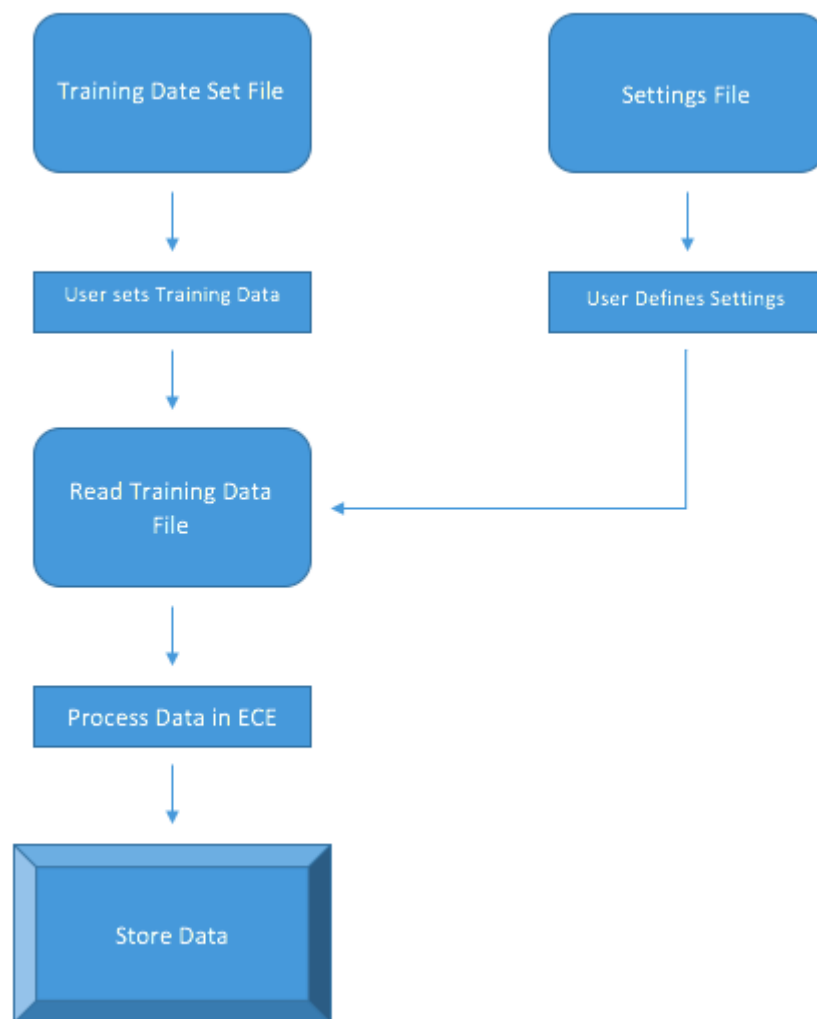 Training Date Set File
Settings File
User sets Training Data
User Defines Settings
Read Training Data
File
Process Data in ECE
Store Data